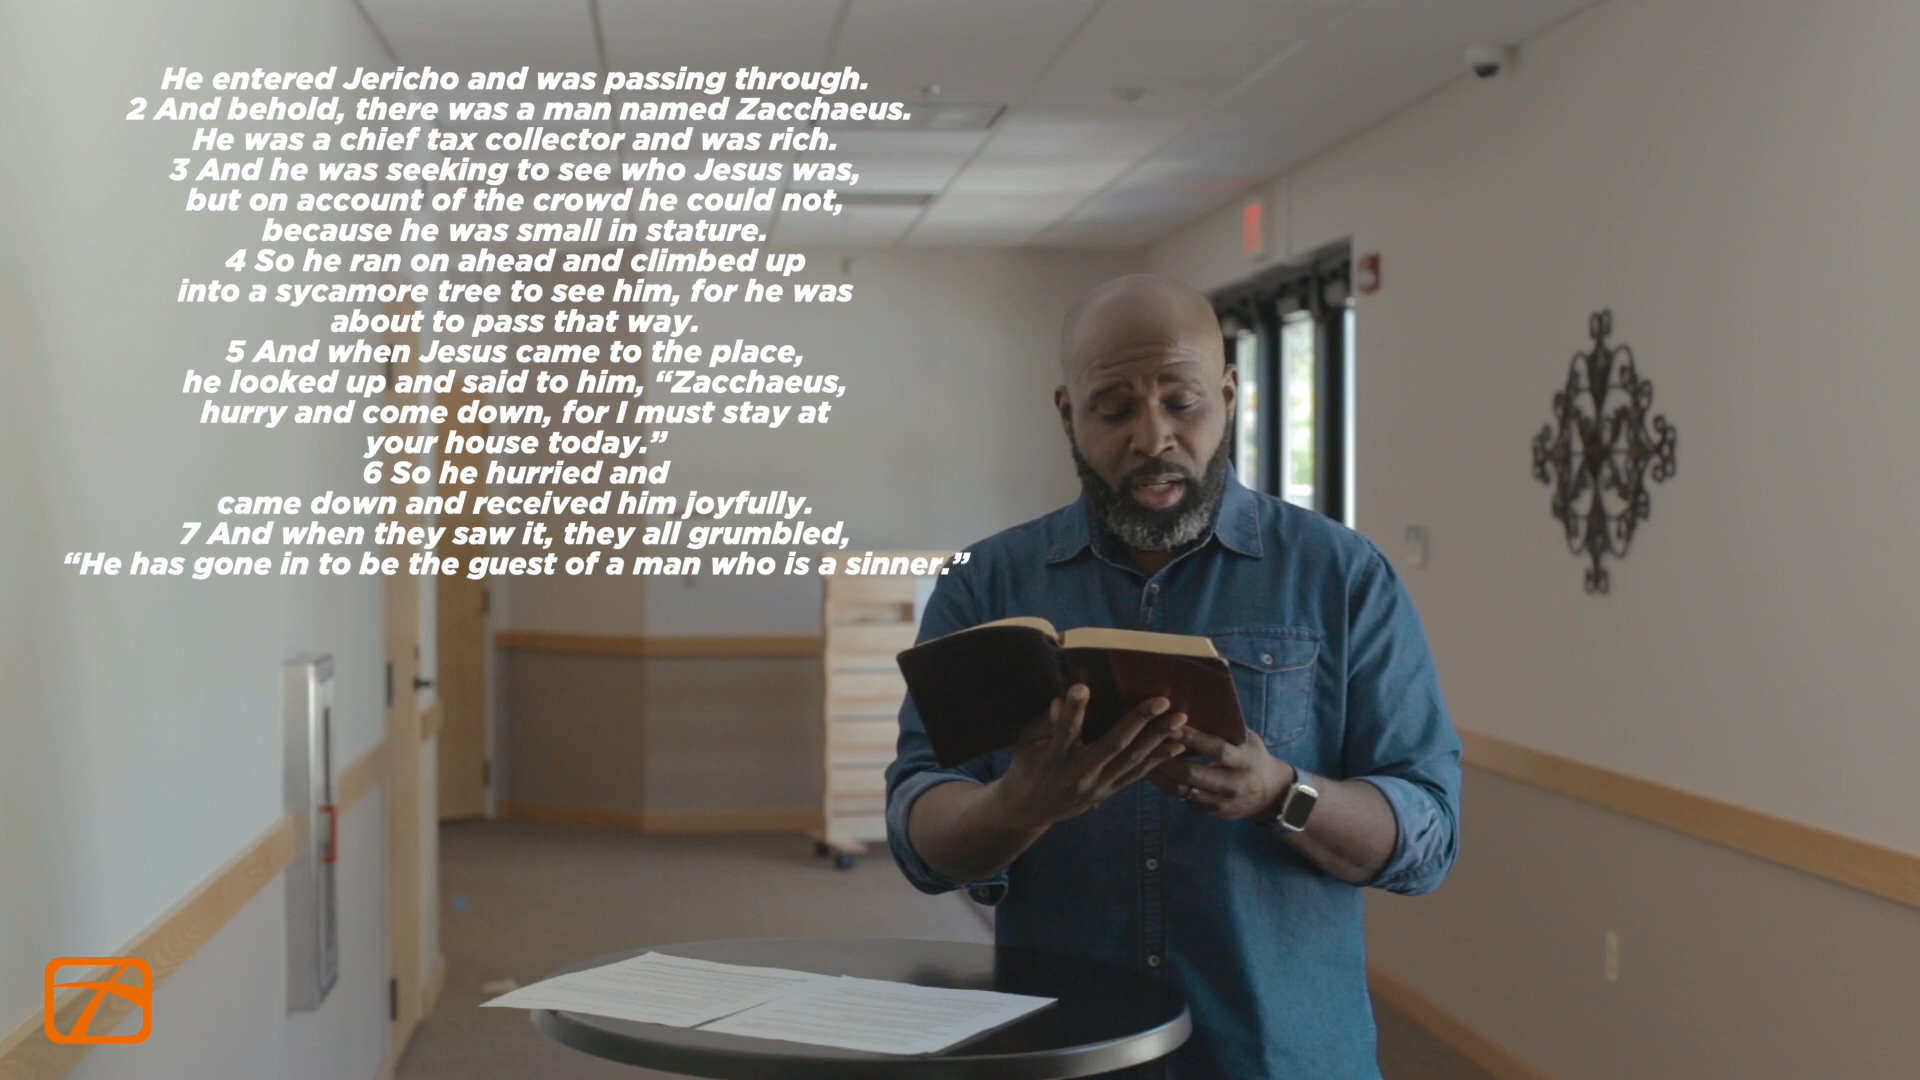 He entered Jericho and was passing through.
2 And behold, there was a man named Zacchaeus.
He was a chief tax collector and was rich.
3 And he was seeking to see who Jesus was,
but on account of the crowd he could not,
because he was small in stature.
4 So he ran on ahead and climbed up
into a sycamore tree to see him, for he was
about to pass that way.
5 And when Jesus came to the place,
he looked up and said to him, “Zacchaeus,
hurry and come down, for I must stay at
your house today.”
6 So he hurried and
came down and received him joyfully.
7 And when they saw it, they all grumbled,
“He has gone in to be the guest of a man who is a sinner.”